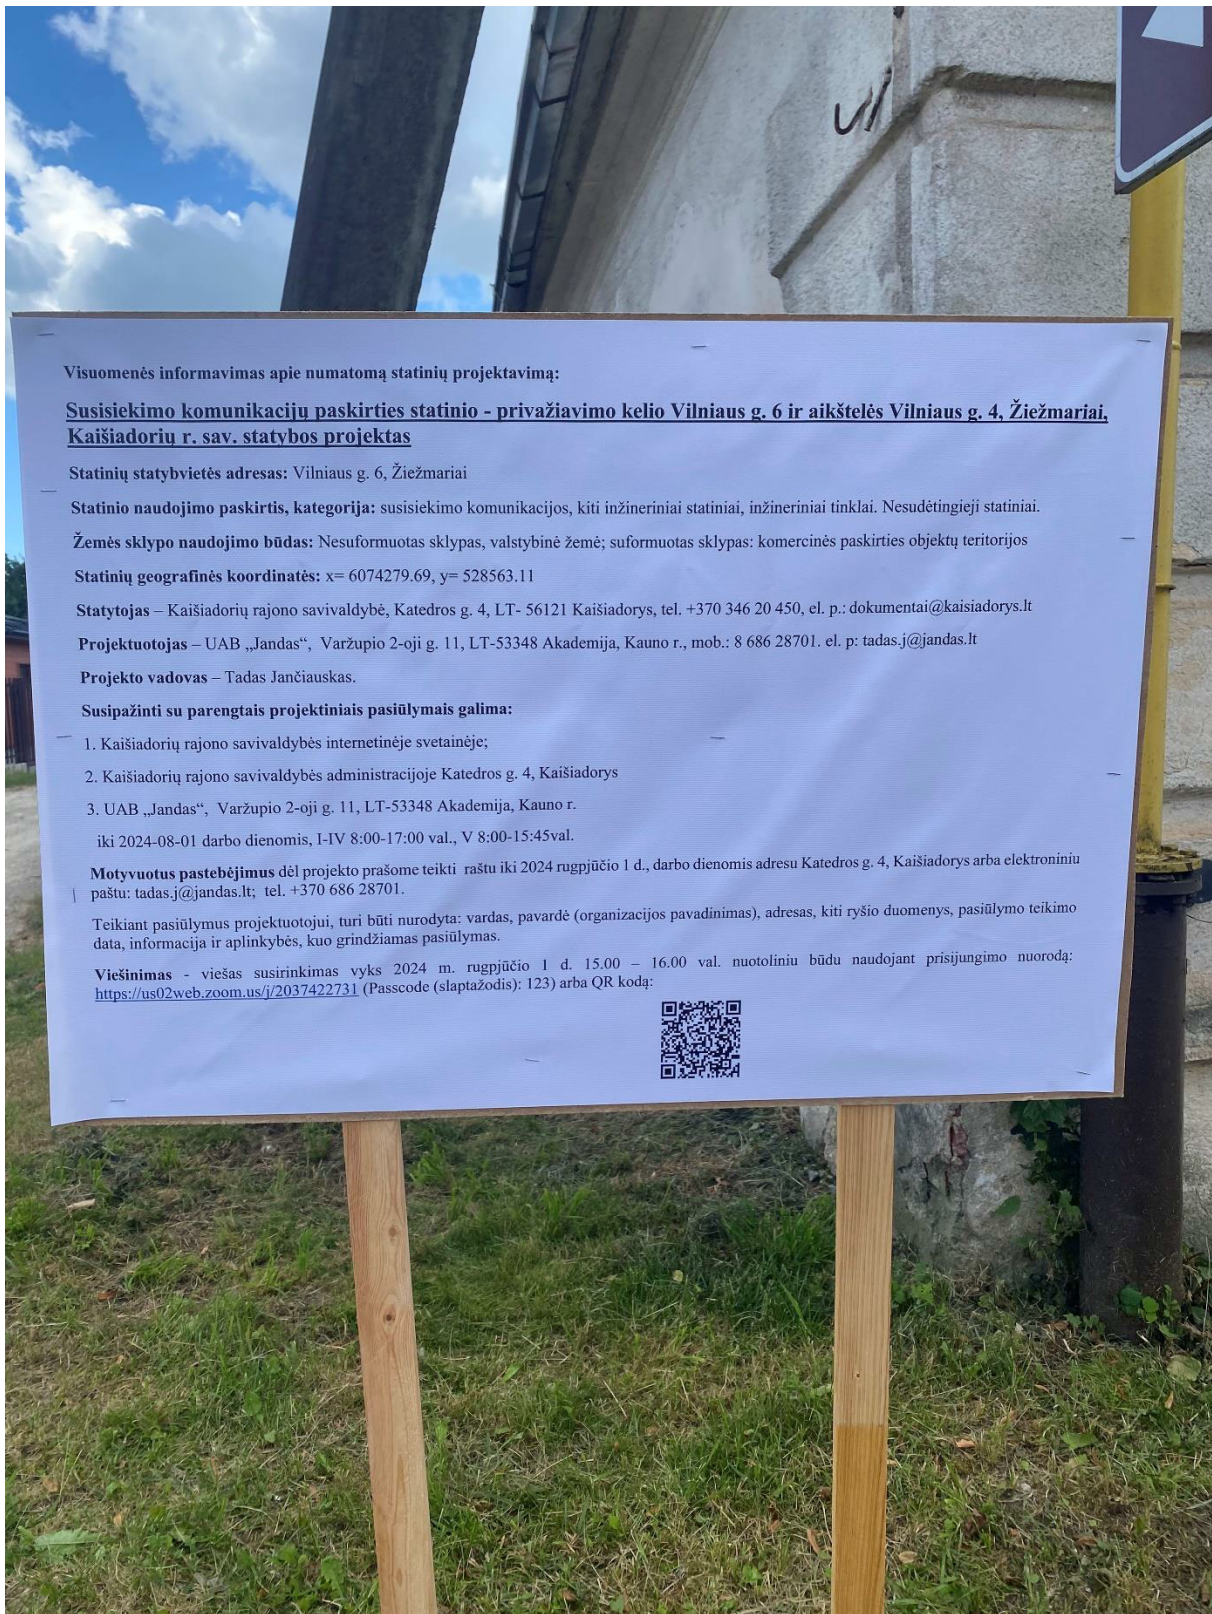 Visuomenės informavimas apie numatomą statinių projektavimą:
Susisiekimo komunikacijų paskirties statinio - privažiavimo kelio Vilniaus g. 6 ir aikštelės Vilniaus g. 4, Žiežmariai,
Kaišiadorių r. sav. statybos projektas
Statinių statybvietės adresas: Vilniaus g. 6, Žiežmariai
Statinio naudojimo paskirtis, kategorija: susisiekimo komunikacijos, kiti inžineriniai statiniai, inžineriniai tinklai. Nesudėtingieji statiniai.
Žemės sklypo naudojimo būdas: Nesuformuotas sklypas, valstybinė žemė; suformuotas sklypas: komercinės paskirties objektų teritorijos
Statinių geografinės koordinatės: x= 6074279.69, y= 528563.11
Statytojas – Kaišiadorių rajono savivaldybė, Katedros g. 4, LT- 56121 Kaišiadorys, tel. +370 346 20 450, el. p.: dokumentai@kaisiadorys.lt
Projektuotojas – UAB „Jandas“, Varžupio 2-oji g. 11, LT-53348 Akademija, Kauno r., mob.: 8 686 28701. el. p: tadas.j@jandas.lt
Projekto vadovas – Tadas Jančiauskas.
Susipažinti su parengtais projektiniais pasiūlymais galima:
1. Kaišiadorių rajono savivaldybės internetinėje svetainėje;
2. Kaišiadorių rajono savivaldybės administracijoje Katedros g. 4, Kaišiadorys
3. UAB „Jandas“, Varžupio 2-oji g. 11, LT-53348 Akademija, Kauno r.
iki 2024-08-01 darbo dienomis, I-IV 8:00-17:00 val., V 8:00-15:45val.
Motyvuotus pastebėjimus dėl projekto prašome teikti raštu iki 2024 rugpjūčio 1 d., darbo dienomis adresu Katedros g. 4, Kaišiadorys arba elektroniniu
paštu: tadas.j@jandas.lt; tel. +370 686 28701.
Teikiant pasiūlymus projektuotojui, turi būti nurodyta: vardas, pavardė (organizacijos pavadinimas), adresas, kiti ryšio duomenys, pasiūlymo teikimo
data, informacija ir aplinkybės, kuo grindžiamas pasiūlymas.
Viešinimas - viešas susirinkimas vyks 2024 m. rugpjūčio 1 d. 15.00 – 16.00 val. nuotoliniu būdu naudojant prisijungimo nuorodą:
https://us02web.zoom.us/j/2037422731 (Passcode (slaptažodis): 123) arba QR kodą: